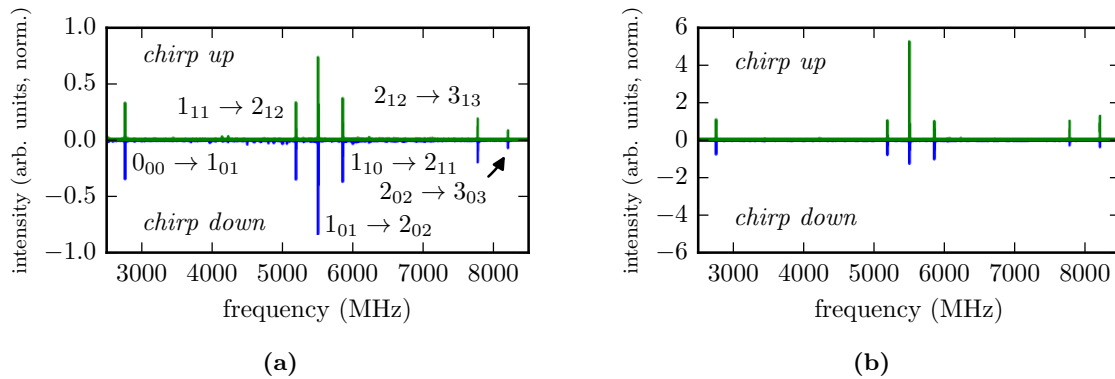 1.0
0.5
0.0
−0.5
−1.0
intensity (arb. units, norm.)
chirp up
1₁₁ → 2₁₂
2₁₂ → 3₁₃
0₀₀ → 1₀₁
1₁₀ → 2₁₁
2₀₂ → 3₀₃
chirp down
1₀₁ → 2₀₂
3000 4000 5000 6000 7000 8000
frequency (MHz)
(a)
6
4
2
0
−2
−4
−6
intensity (arb. units, norm.)
chirp up
chirp down
3000 4000 5000 6000 7000 8000
frequency (MHz)
(b)